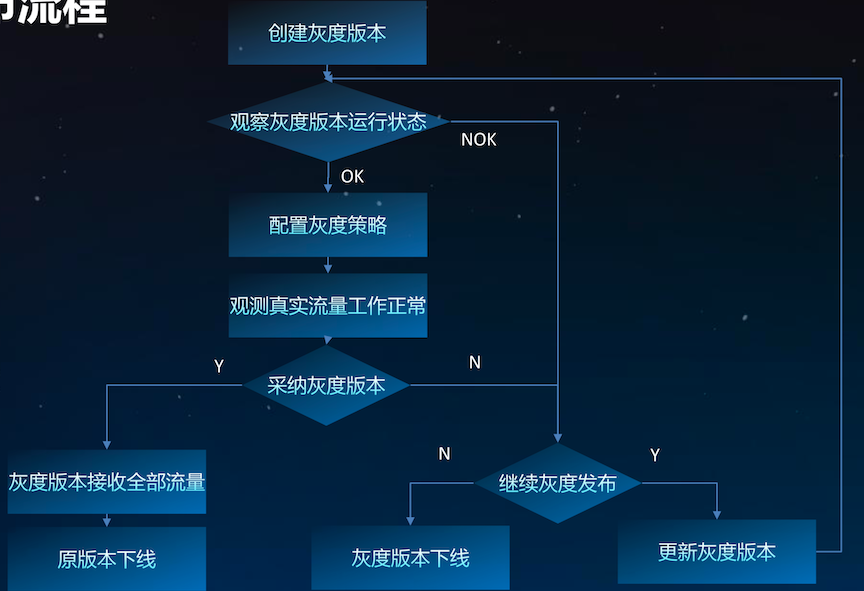 流程
创建灰度版本
观察灰度版本运行状态
NOK
OK
配置灰度策略
观测真实流量工作正常
Y
N
采纳灰度版本
N
Y
灰度版本接收全部流量
继续灰度发布
原版本下线
灰度版本下线
更新灰度版本